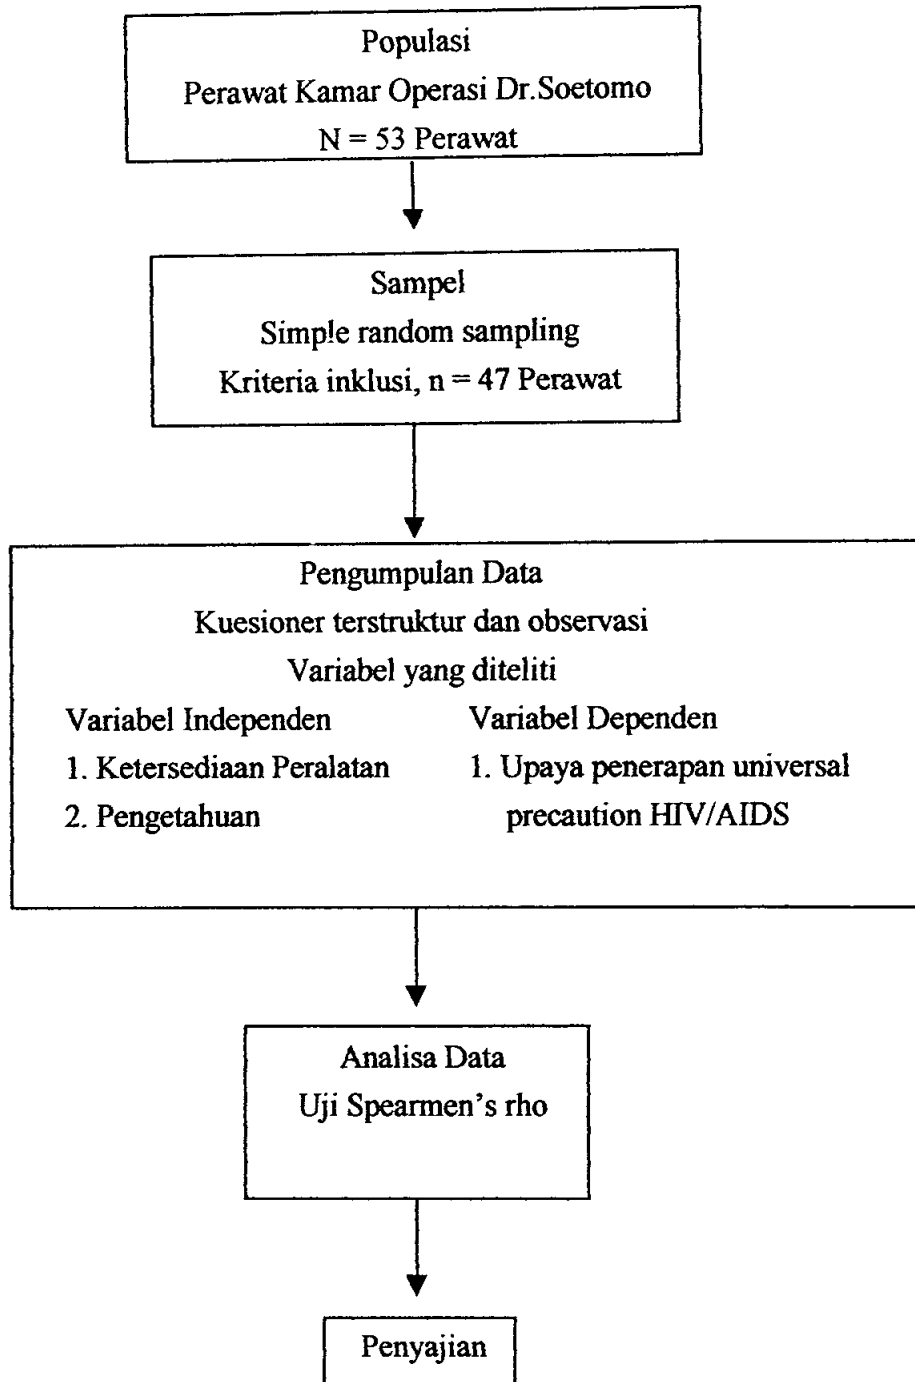 Populasi
Perawat Kamar Operasi Dr.Soetomo
N = 53 Perawat
Sampel
Simple random sampling
Kriteria inklusi, n = 47 Perawat
Pengumpulan Data
Kuesioner terstruktur dan observasi
Variabel yang diteliti
Variabel Independen
1. Ketersediaan Peralatan
2. Pengetahuan
Variabel Dependen
1. Upaya penerapan universal
precaution HIV/AIDS
Analisa Data
Uji Spearmen's rho
Penyajian